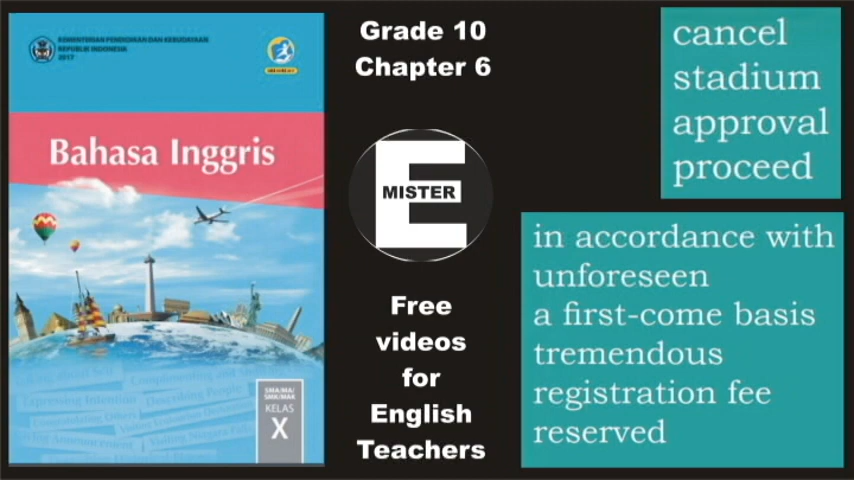 KEMENTERIAN PENDIDIKAN DAN KEBUDAYAAN
REPUBLIK INDONESIA
2017
Bahasa Inggris
SMA/MA/
SMK/MAK
KELAS
X
Grade 10
Chapter 6
E
MISTER
Free
videos
for
English
Teachers
cancel
stadium
approval
proceed
in accordance with
unforeseen
a first-come basis
tremendous
registration fee
reserved